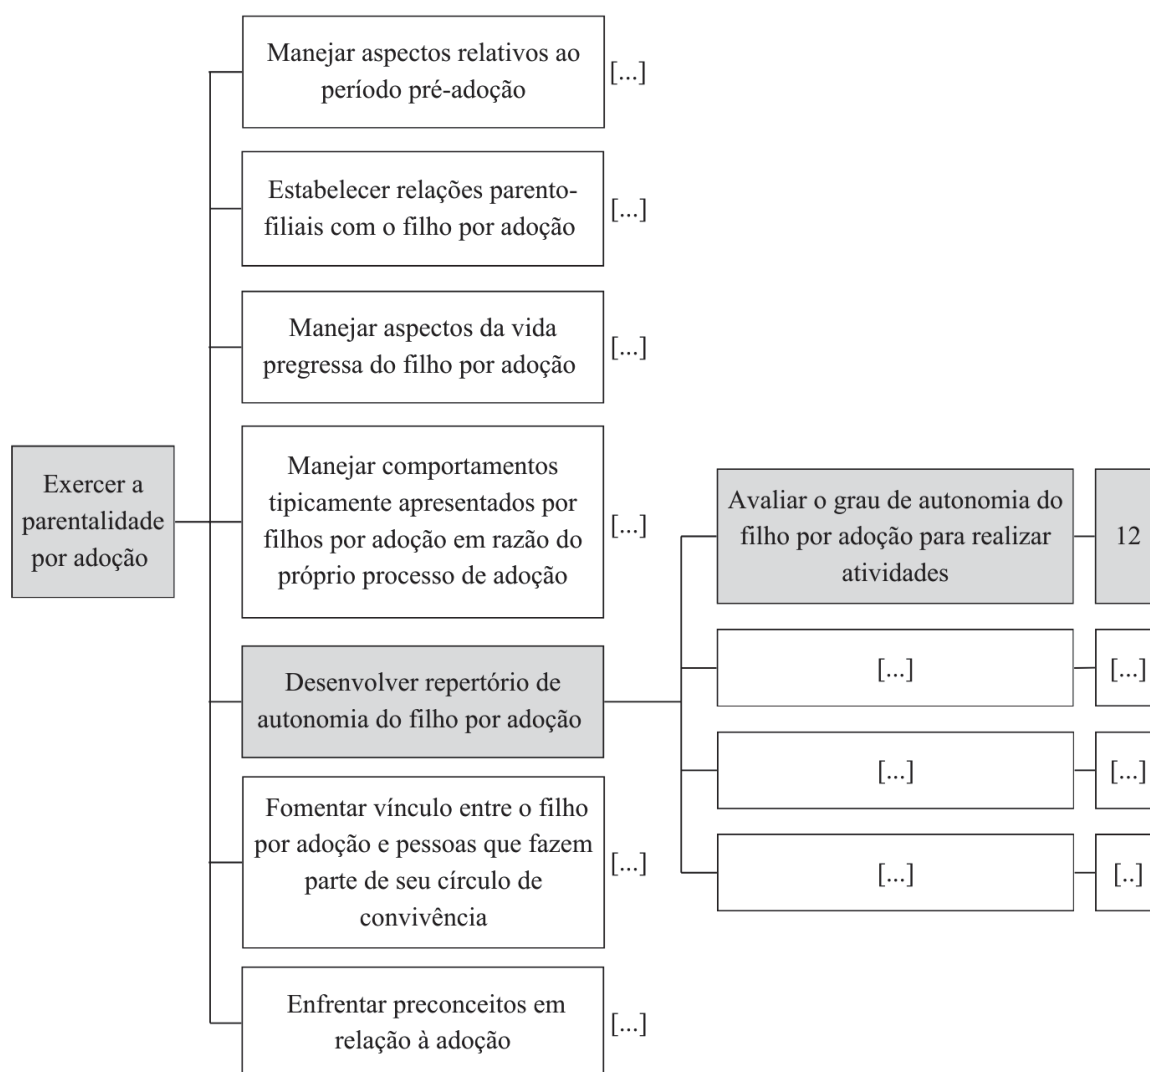 Manejar aspectos relativos ao
período pré-adoção
[...]
Estabelecer relações parento-
filiais com o filho por adoção
[...]
Manejar aspectos da vida
pregressa do filho por adoção
[...]
Exercer a
parentalidade
por adoção
Manejar comportamentos
tipicamente apresentados por
filhos por adoção em razão do
próprio processo de adoção
[...]
Desenvolver repertório de
autonomia do filho por adoção
Avaliar o grau de autonomia do
filho por adoção para realizar
atividades
12
[...]
[...]
[...]
[...]
[...]
[..]
Fomentar vínculo entre o filho
por adoção e pessoas que fazem
parte de seu círculo de
convivência
[...]
Enfrentar preconceitos em
relação à adoção
[...]